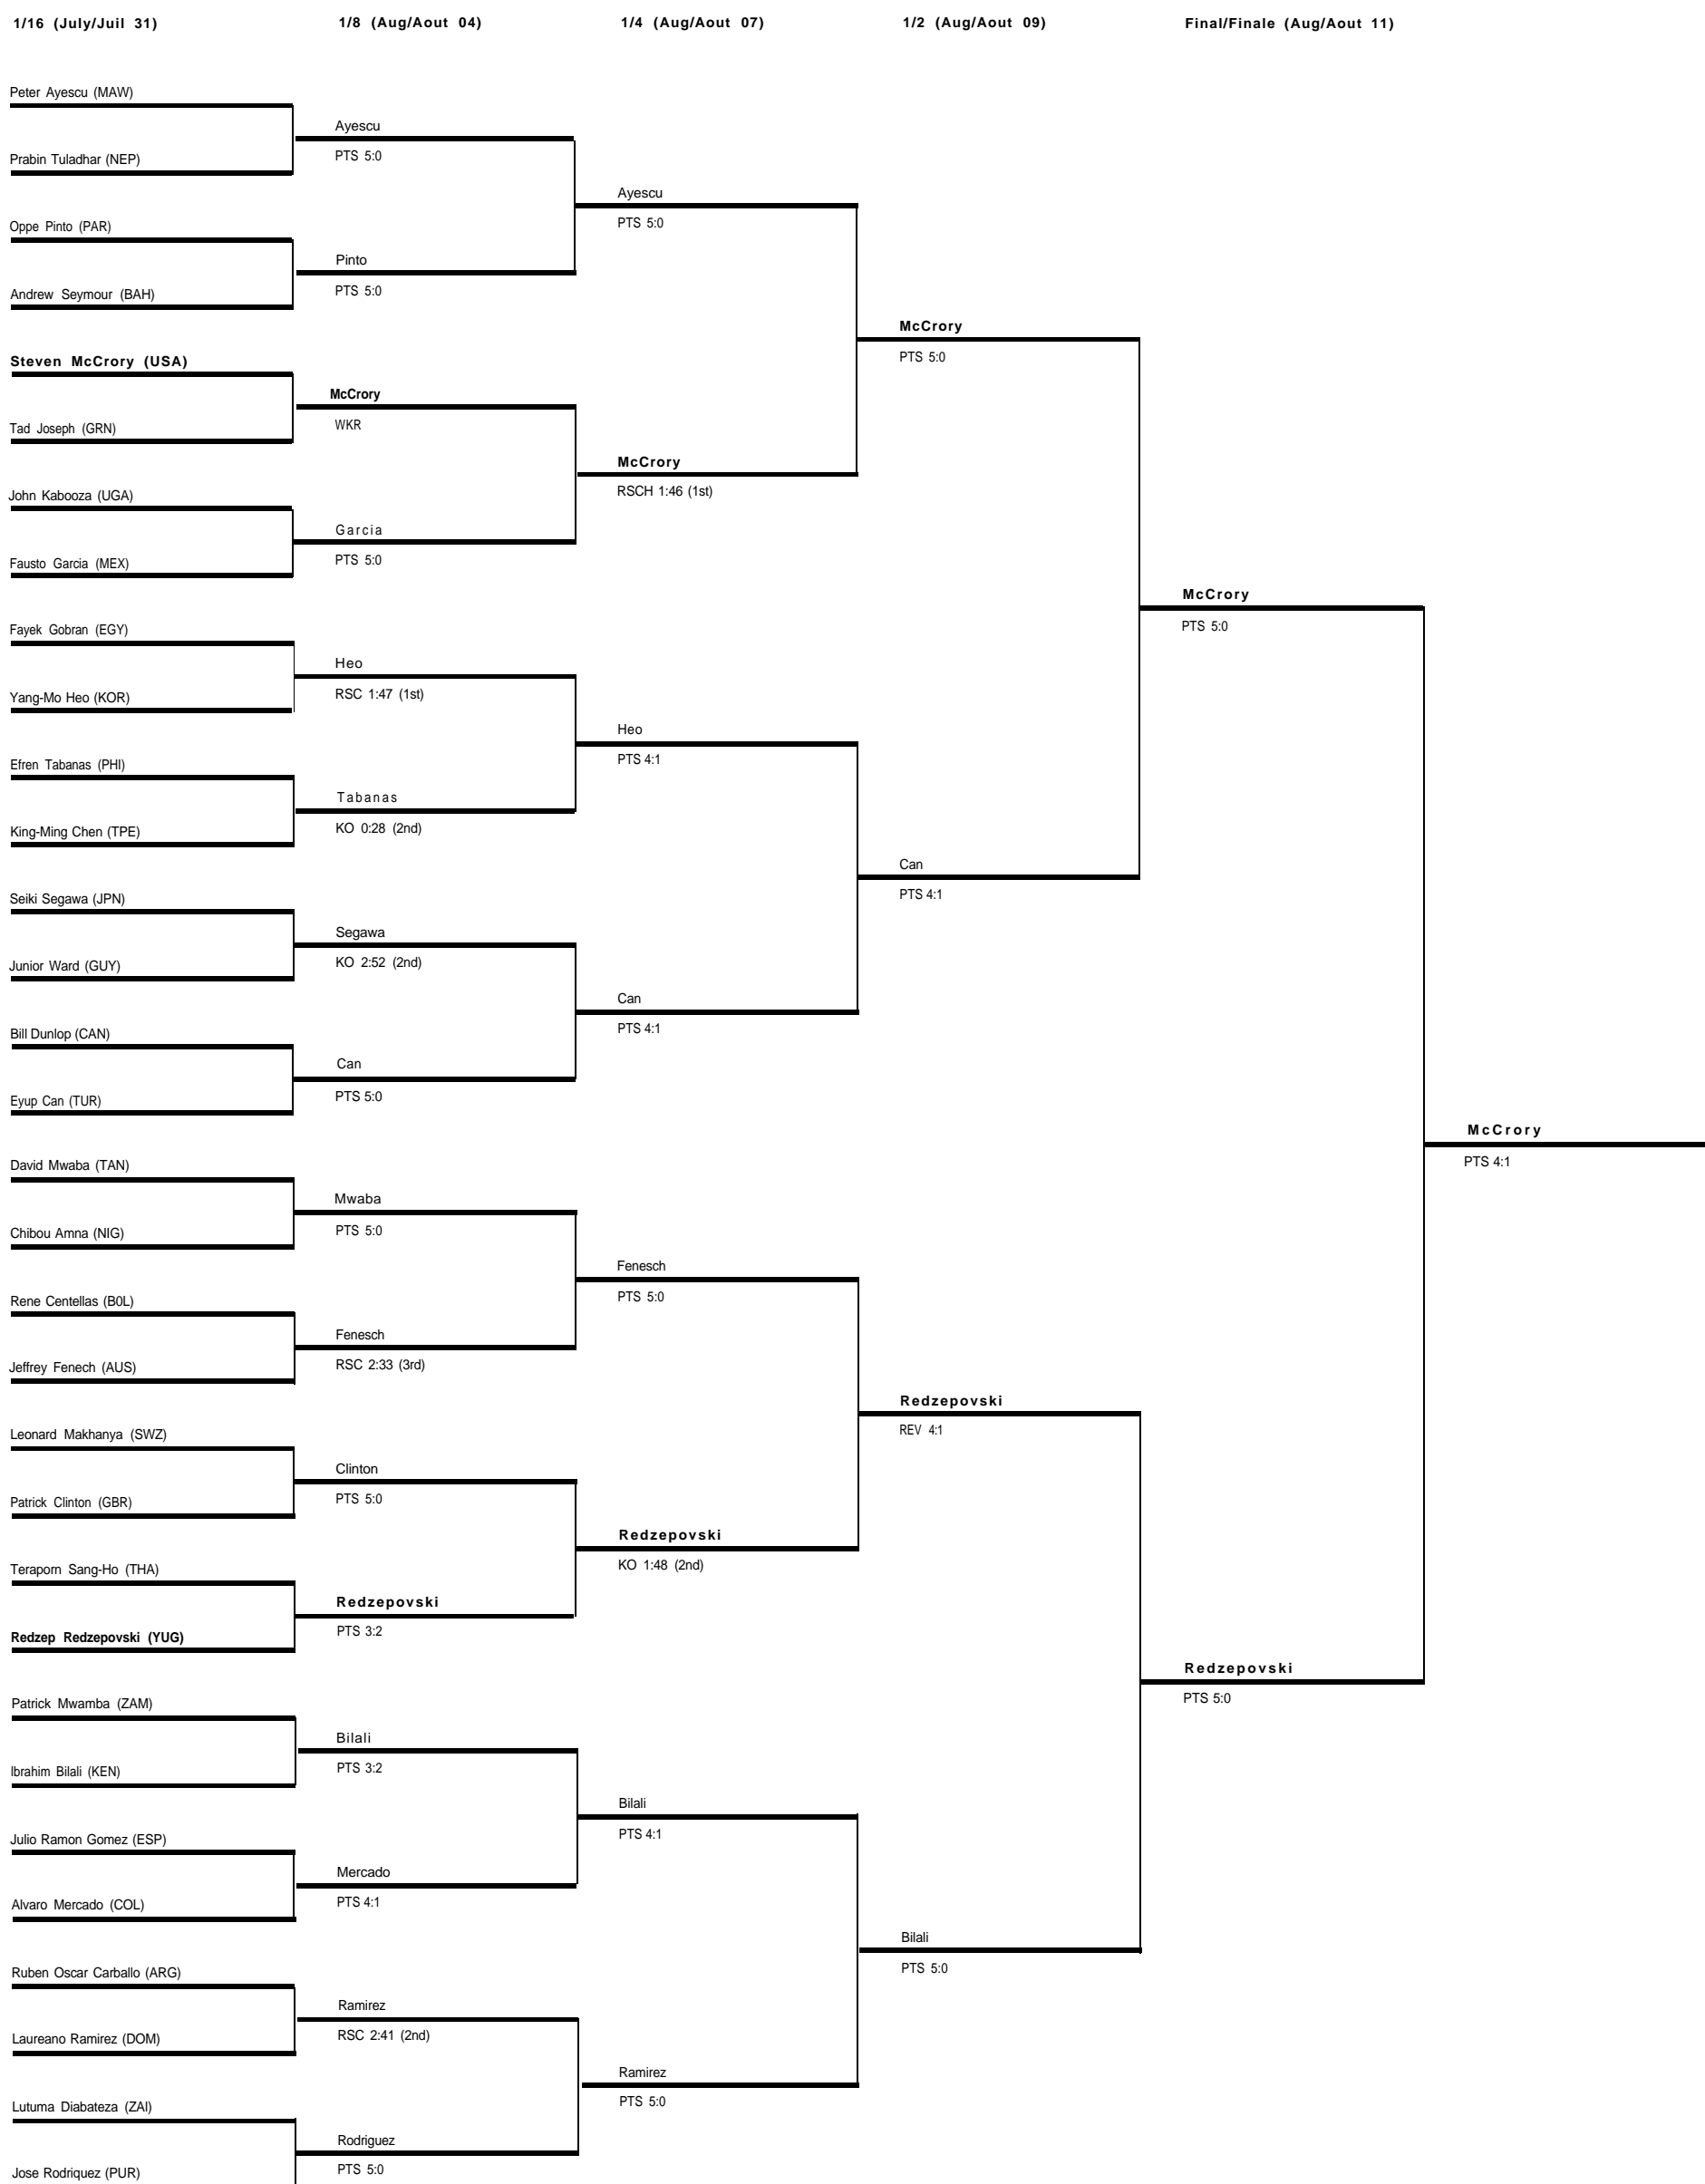 1/16 (July/Juil 31)
1/8 (Aug/Aout 04)
1/4 (Aug/Aout 07)
1/2 (Aug/Aout 09)
Final/Finale (Aug/Aout 11)
Peter Ayescu (MAW)
Prabin Tuladhar (NEP)
Oppe Pinto (PAR)
Andrew Seymour (BAH)
Steven McCrory (USA)
Tad Joseph (GRN)
John Kabooza (UGA)
Fausto Garcia (MEX)
Fayek Gobran (EGY)
Yang-Mo Heo (KOR)
Efren Tabanas (PHI)
King-Ming Chen (TPE)
Seiki Segawa (JPN)
Junior Ward (GUY)
Bill Dunlop (CAN)
Eyup Can (TUR)
David Mwaba (TAN)
Chibou Amna (NIG)
Rene Centellas (B0L)
Jeffrey Fenech (AUS)
Leonard Makhanya (SWZ)
Patrick Clinton (GBR)
Teraporn Sang-Ho (THA)
Redzep Redzepovski (YUG)
Patrick Mwamba (ZAM)
Ibrahim Bilali (KEN)
Julio Ramon Gomez (ESP)
Alvaro Mercado (COL)
Ruben Oscar Carballo (ARG)
Laureano Ramirez (DOM)
Lutuma Diabateza (ZAI)
Jose Rodriquez (PUR)
Ayescu
PTS 5:0
Pinto
PTS 5:0
McCrory
WKR
Garcia
PTS 5:0
Heo
RSC 1:47 (1st)
Tabanas
KO 0:28 (2nd)
Segawa
KO 2:52 (2nd)
Can
PTS 5:0
Mwaba
PTS 5:0
Fenesch
RSC 2:33 (3rd)
Clinton
PTS 5:0
Redzepovski
PTS 3:2
Bilali
PTS 3:2
Mercado
PTS 4:1
Ramirez
RSC 2:41 (2nd)
Rodriguez
PTS 5:0
Ayescu
PTS 5:0
McCrory
RSCH 1:46 (1st)
Heo
PTS 4:1
Can
PTS 4:1
Fenesch
PTS 5:0
Redzepovski
KO 1:48 (2nd)
Bilali
PTS 4:1
Ramirez
PTS 5:0
McCrory
PTS 5:0
Can
PTS 4:1
Redzepovski
REV 4:1
Bilali
PTS 5:0
McCrory
PTS 5:0
Redzepovski
PTS 5:0
McCrory
PTS 4:1